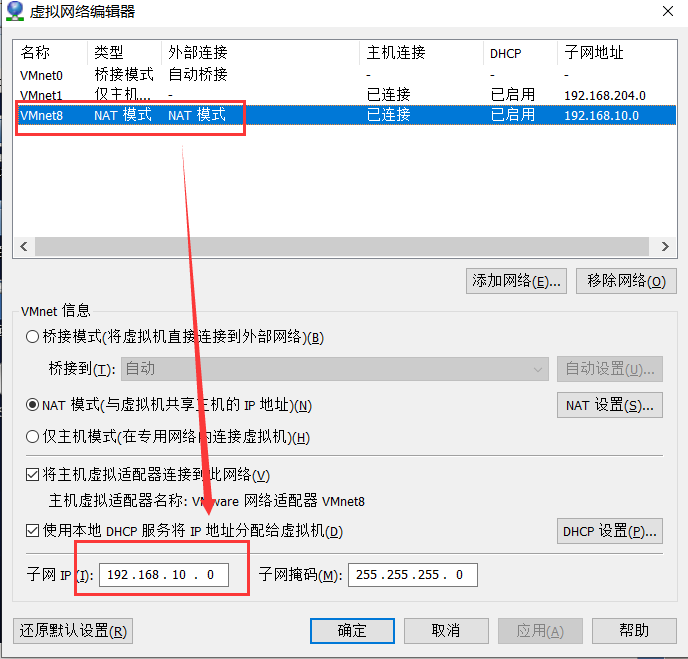 虚拟网络编辑器
名称 类型 外部连接 主机连接 DHCP 子网地址
VMnet0 桥接模式 自动桥接 - - -
VMnet1 仅主机... - 已连接 已启用 192.168.204.0
VMnet8 NAT 模式 NAT 模式 已连接 已启用 192.168.10.0
添加网络(E)... 移除网络(O)
VMnet 信息
桥接模式(将虚拟机直接连接到外部网络)(B)
桥接到(T): 自动 自动设置(U)...
NAT 模式(与虚拟机共享主机的 IP 地址)(N) NAT 设置(S)...
仅主机模式(在专用网络内连接虚拟机)(H)
将主机虚拟适配器连接到此网络(V)
主机虚拟适配器名称: VMware 网络适配器 VMnet8
使用本地 DHCP 服务将 IP 地址分配给虚拟机(D) DHCP 设置(P)...
子网 IP(I): 192.168.10.0 子网掩码(M): 255.255.255.0
还原默认设置(R) 确定 取消 应用(A) 帮助